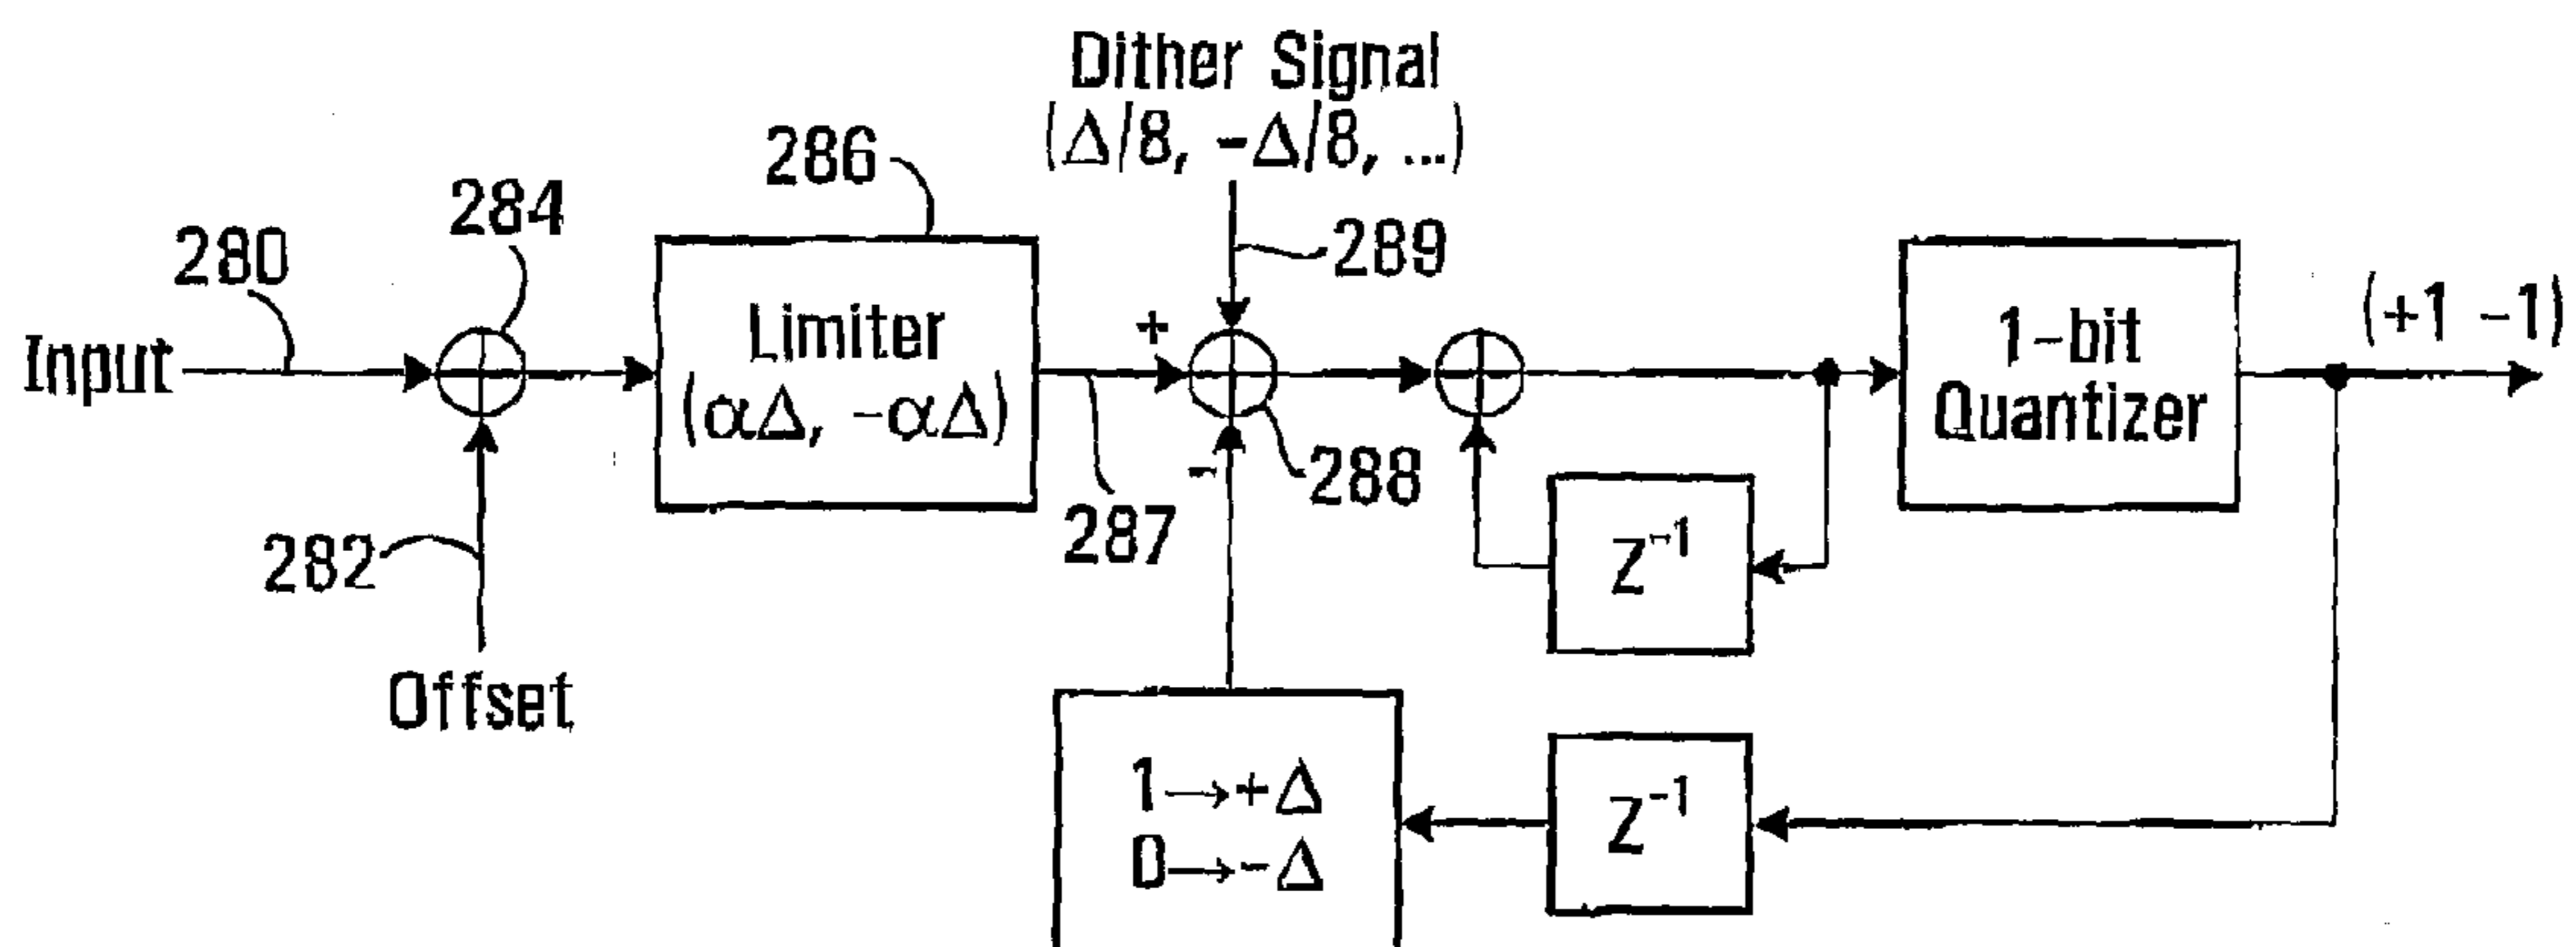 Dither Signal
(Δ/8, -Δ/8, ...)
286
284
280
289
Input
Limiter
(αΔ, -αΔ)
+
1-bit
Quantizer
(+1 -1)
-
288
287
282
Z⁻¹
Offset
1→+Δ
0→-Δ
Z⁻¹